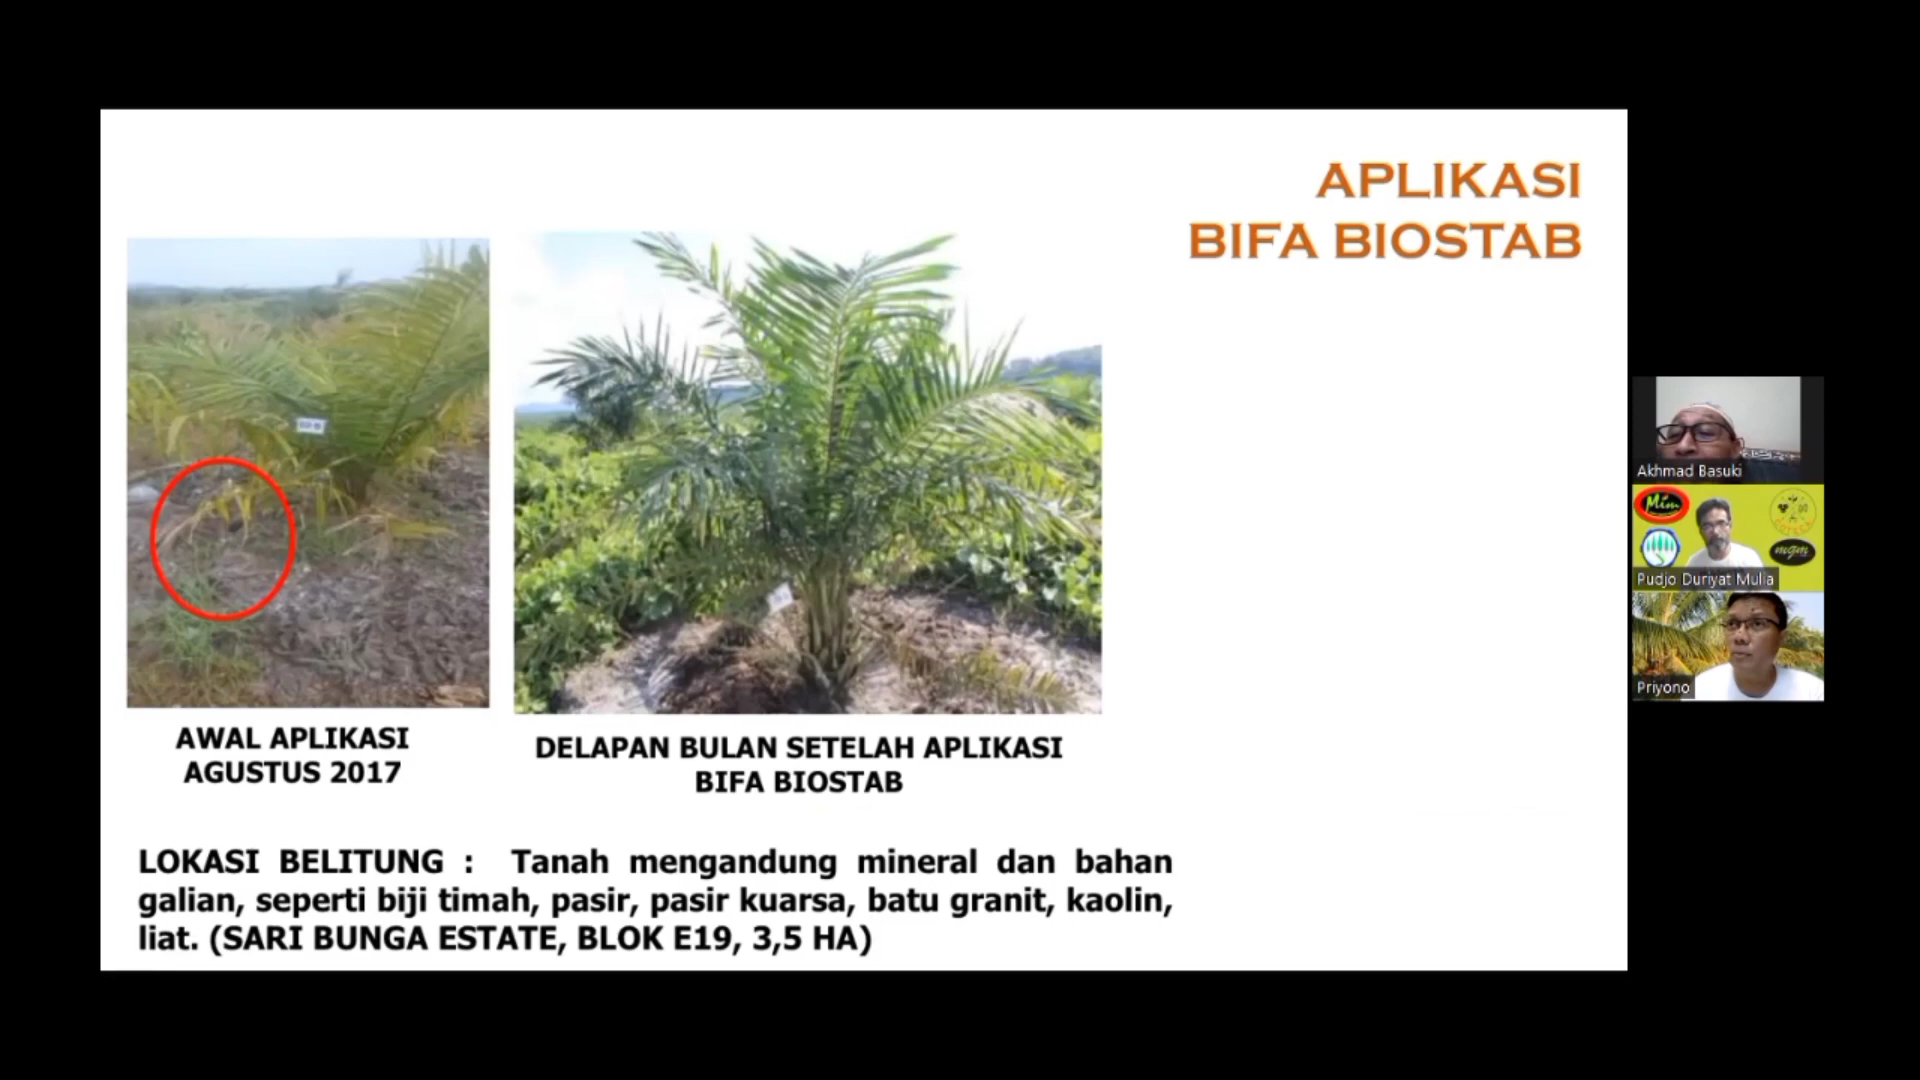 APLIKASI
BIFA BIOSTAB
AWAL APLIKASI
AGUSTUS 2017
DELAPAN BULAN SETELAH APLIKASI
BIFA BIOSTAB
LOKASI BELITUNG : Tanah mengandung mineral dan bahan
galian, seperti biji timah, pasir, pasir kuarsa, batu granit, kaolin,
liat. (SARI BUNGA ESTATE, BLOK E19, 3,5 HA)
Akhmad Basuki
Mim
mgm
Pudjo Duriyat Mulia
Priyono